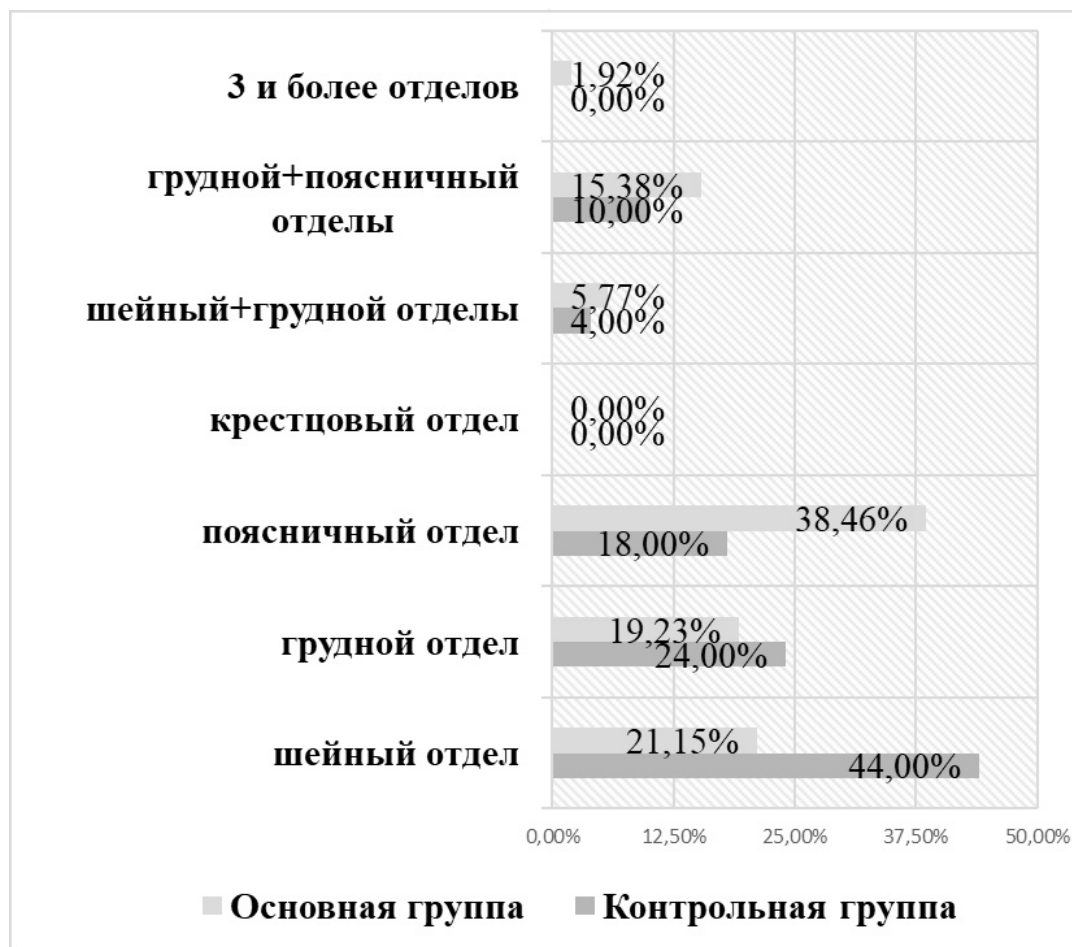 3 и более отделов
1,92%
0,00%
грудной+поясничный
отделы
15,38%
10,00%
шейный+грудной отделы
5,77%
4,00%
крестцовый отдел
0,00%
0,00%
поясничный отдел
38,46%
18,00%
грудной отдел
19,23%
24,00%
шейный отдел
21,15%
44,00%
0,00% 12,50% 25,00% 37,50% 50,00%
Основная группа Контрольная группа